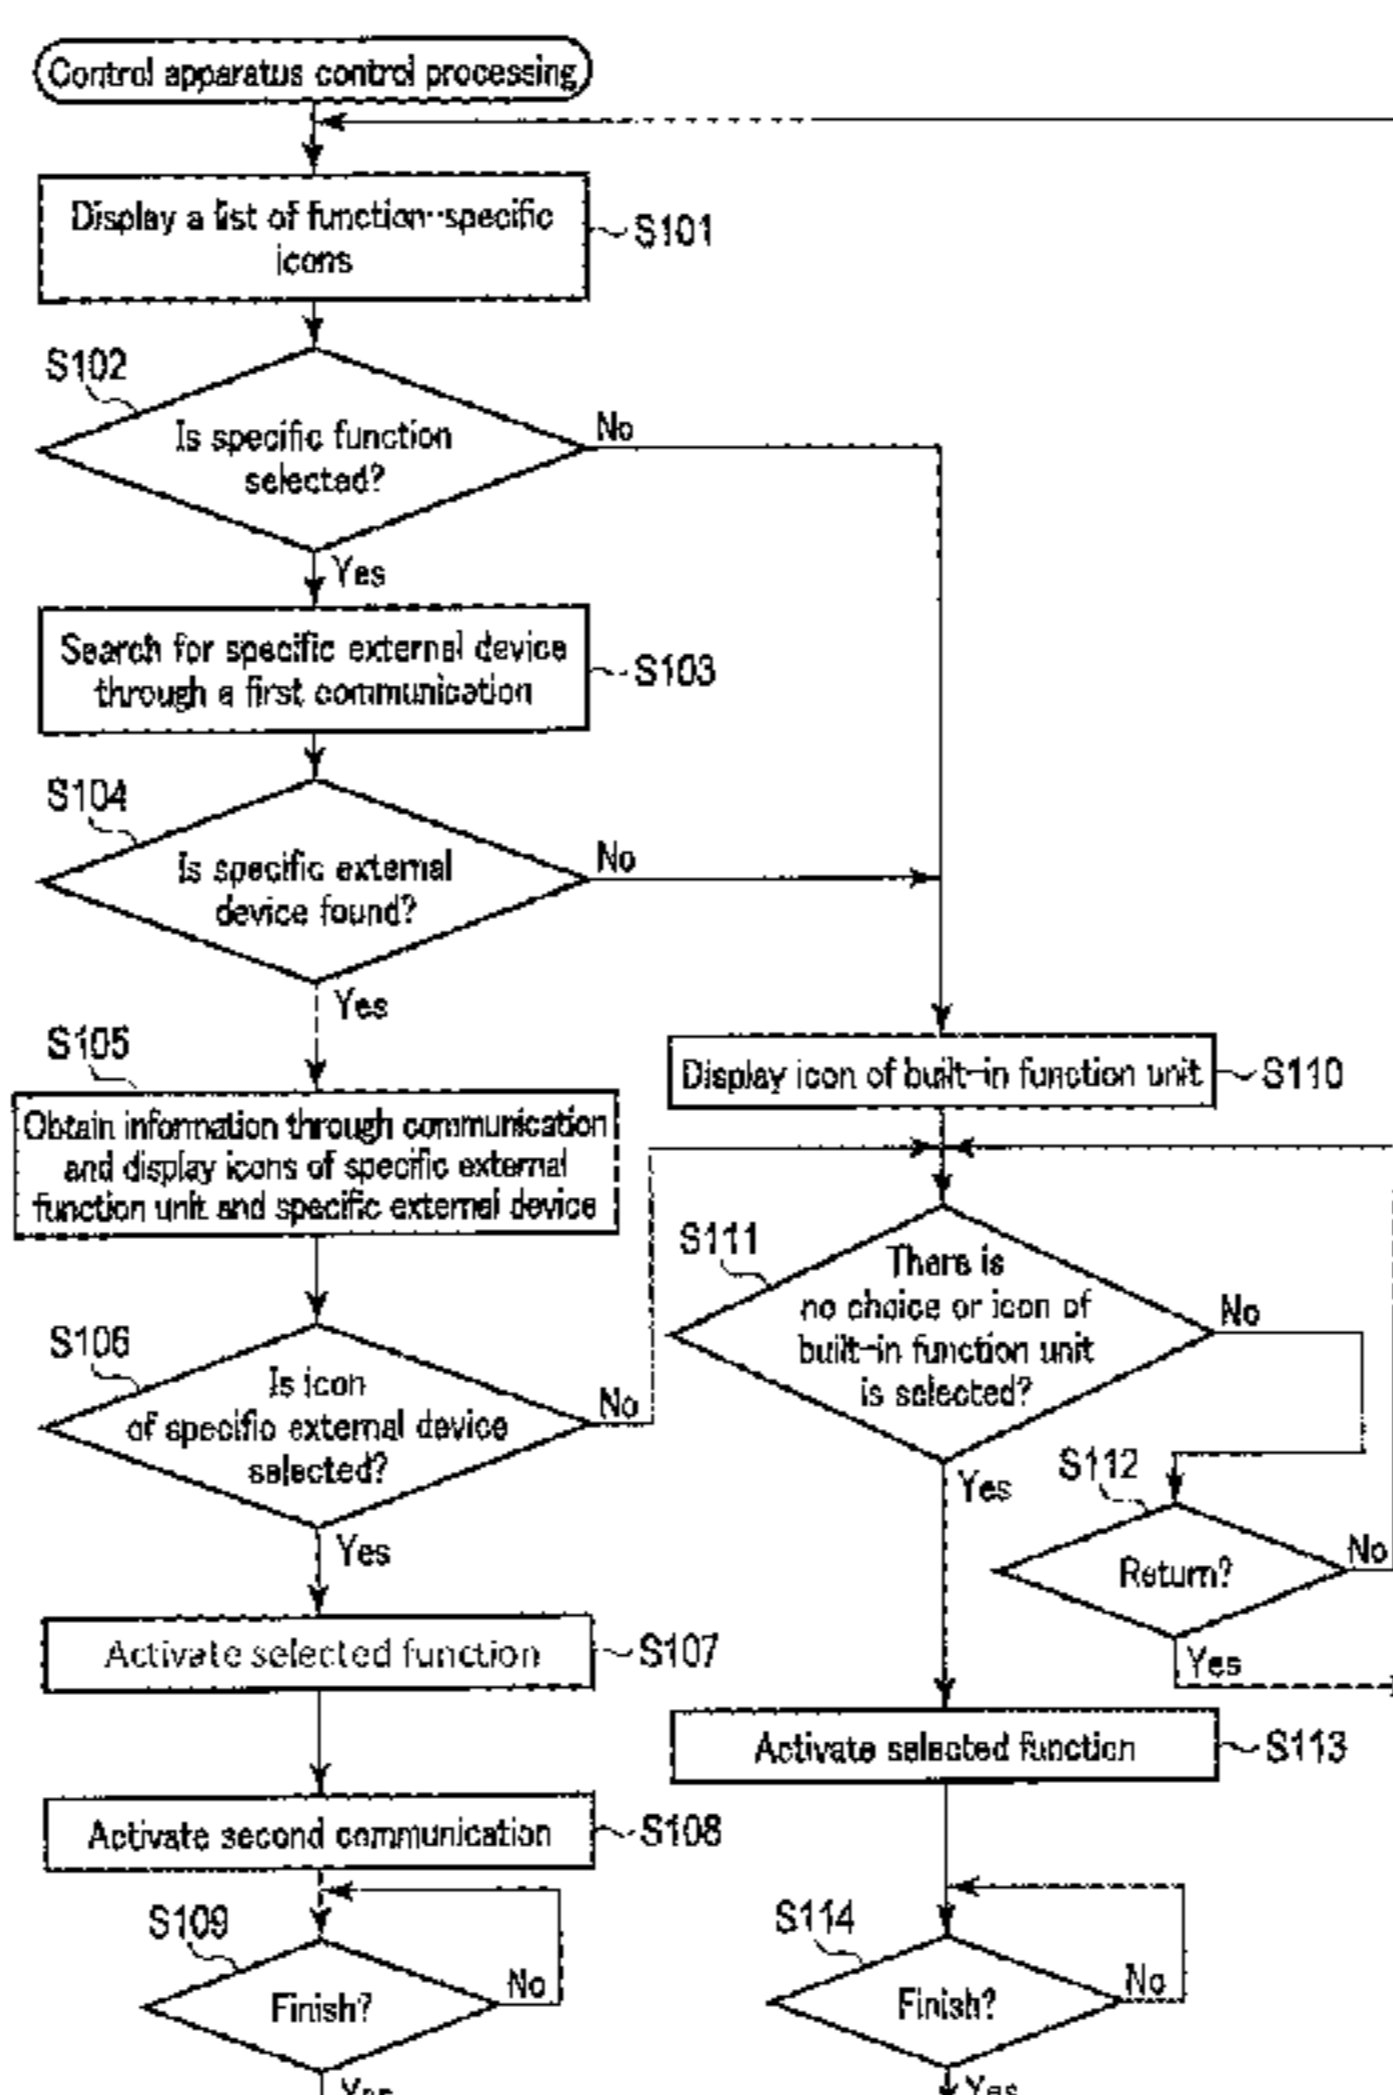 Control apparatus control processing
Display a list of function-specific
icons
S101
S102
Is specific function
selected?
No
Yes
Search for specific external device
through a first communication
S103
S104
Is specific external
device found?
No
Yes
S105
Obtain information through communication
and display icons of specific external
function unit and specific external device
S106
Is icon
of specific external device
selected?
No
Yes
Activate selected function
S107
Activate second communication
S108
S109
Finish?
No
Yes
Display icon of built-in function unit
S110
S111
There is
no choice or icon of
built-in function unit
is selected?
No
Yes
S112
Return?
No
Yes
Activate selected function
S113
S114
Finish?
No
Yes